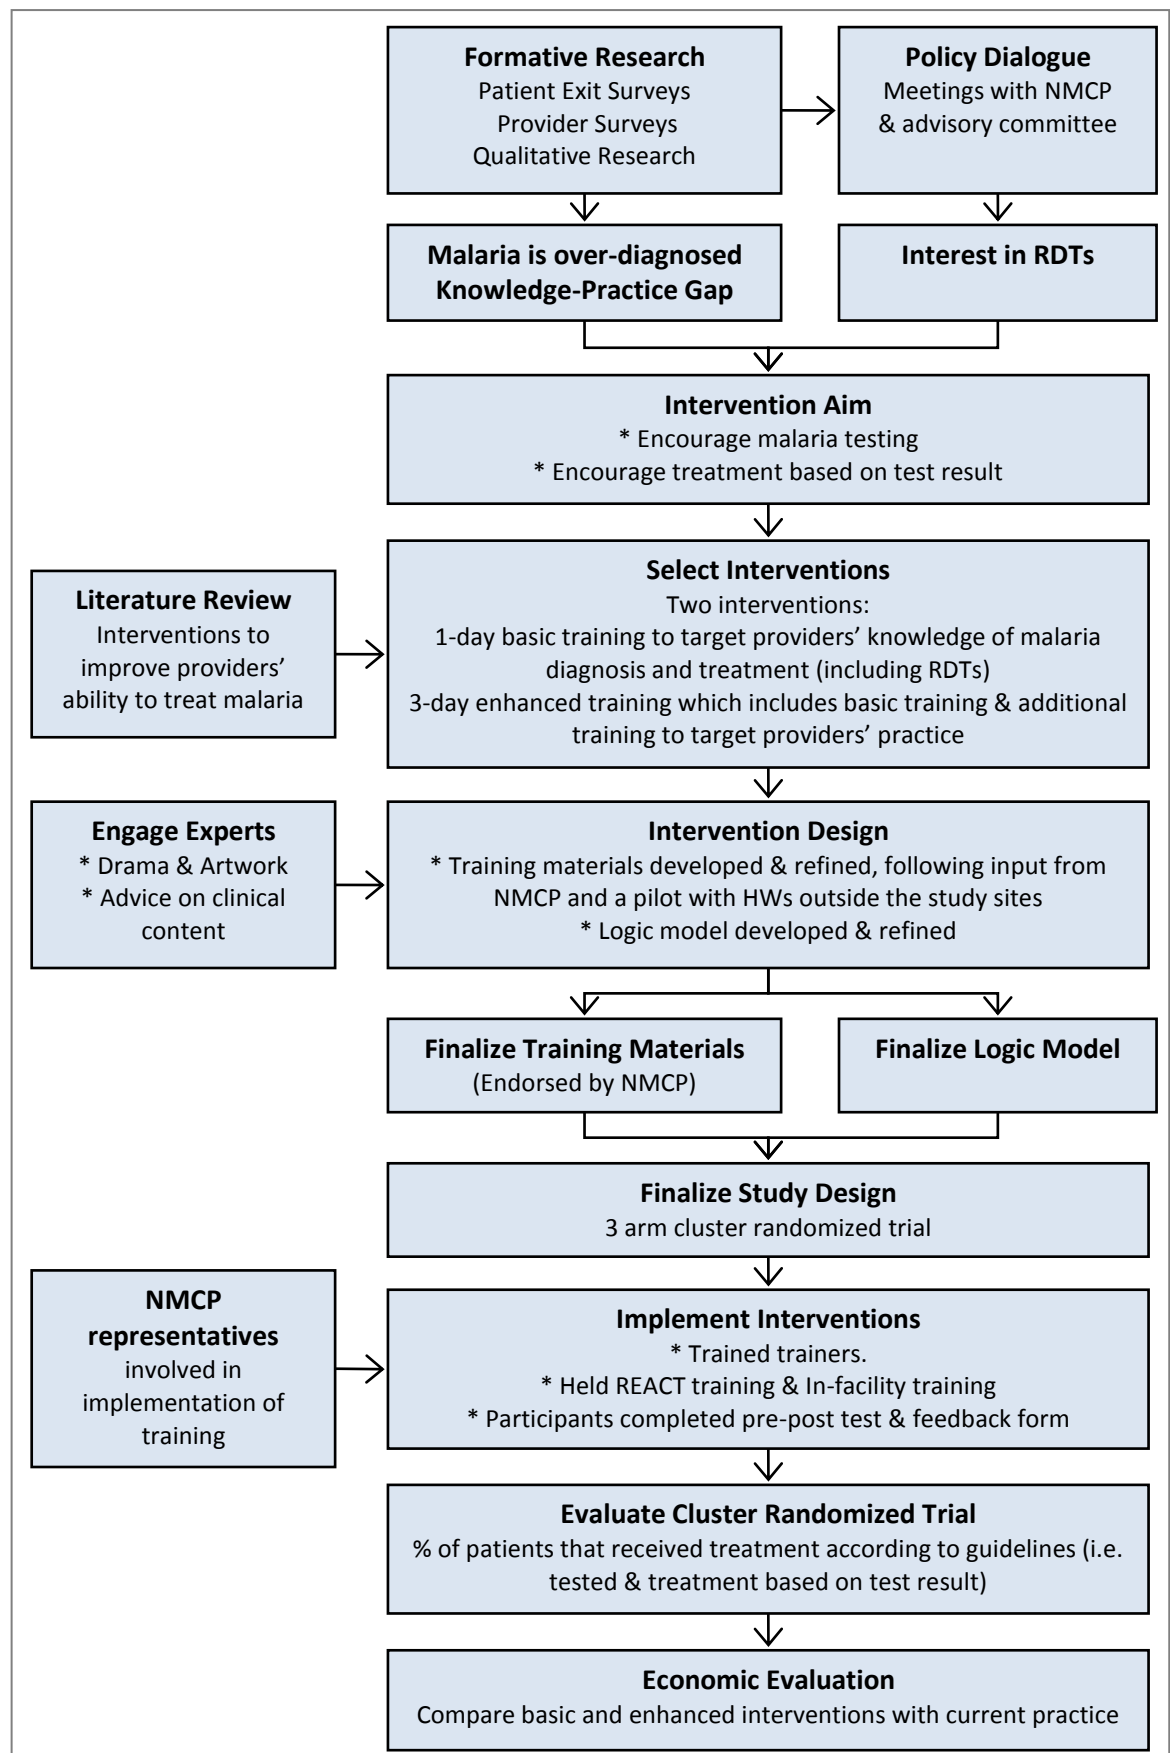 Formative Research
Patient Exit Surveys
Provider Surveys
Qualitative Research
Policy Dialogue
Meetings with NMCP
& advisory committee
Malaria is over-diagnosed
Knowledge-Practice Gap
Interest in RDTs
Intervention Aim
* Encourage malaria testing
* Encourage treatment based on test result
Literature Review
Interventions to
improve providers’
ability to treat malaria
Select Interventions
Two interventions:
1-day basic training to target providers’ knowledge of malaria
diagnosis and treatment (including RDTs)
3-day enhanced training which includes basic training & additional
training to target providers’ practice
Engage Experts
* Drama & Artwork
* Advice on clinical
content
Intervention Design
* Training materials developed & refined, following input from
NMCP and a pilot with HWs outside the study sites
* Logic model developed & refined
Finalize Training Materials
(Endorsed by NMCP)
Finalize Logic Model
Finalize Study Design
3 arm cluster randomized trial
NMCP
representatives
involved in
implementation of
training
Implement Interventions
* Trained trainers.
* Held REACT training & In-facility training
* Participants completed pre-post test & feedback form
Evaluate Cluster Randomized Trial
% of patients that received treatment according to guidelines (i.e.
tested & treatment based on test result)
Economic Evaluation
Compare basic and enhanced interventions with current practice